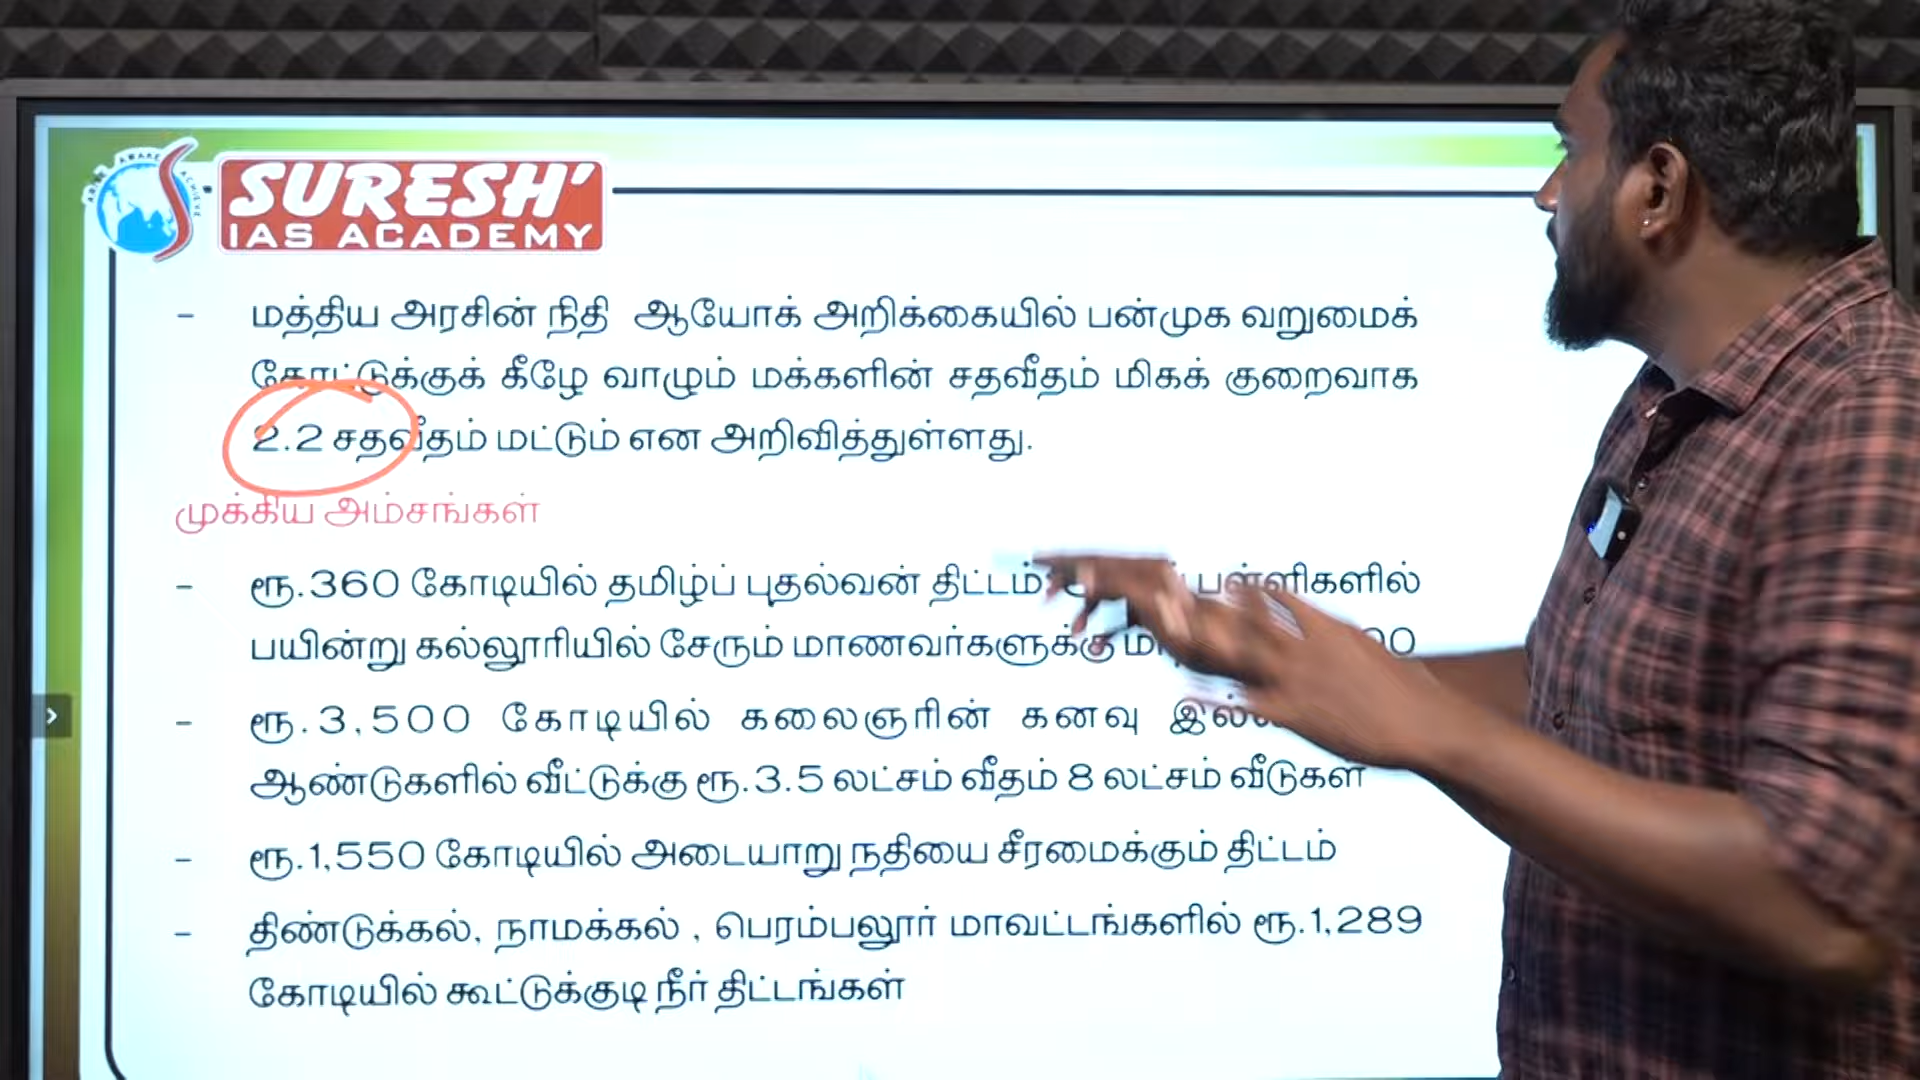 SURESH'
IAS ACADEMY
- மத்திய அரசின் நிதி ஆயோக் அறிக்கையில் பன்முக வறுமைக்
கோட்டுக்குக் கீழே வாழும் மக்களின் சதவீதம் மிகக் குறைவாக
2.2 சதவீதம் மட்டும் என அறிவித்துள்ளது.
முக்கிய அம்சங்கள்
- ரூ.360 கோடியில் தமிழ்ப் புதல்வன் திட்டம் பள்ளிகளில்
பயின்று கல்லூரியில் சேரும் மாணவர்களுக்கு
- ரூ.3,500 கோடியில் கலைஞரின் கனவு
ஆண்டுகளில் வீட்டுக்கு ரூ.3.5 லட்சம் வீதம் 8 லட்சம் வீடுகள்
- ரூ.1,550 கோடியில் அடையாறு நதியை சீரமைக்கும் திட்டம்
- திண்டுக்கல், நாமக்கல் , பெரம்பலூர் மாவட்டங்களில் ரூ.1,289
கோடியில் கூட்டுக்குடி நீர் திட்டங்கள்